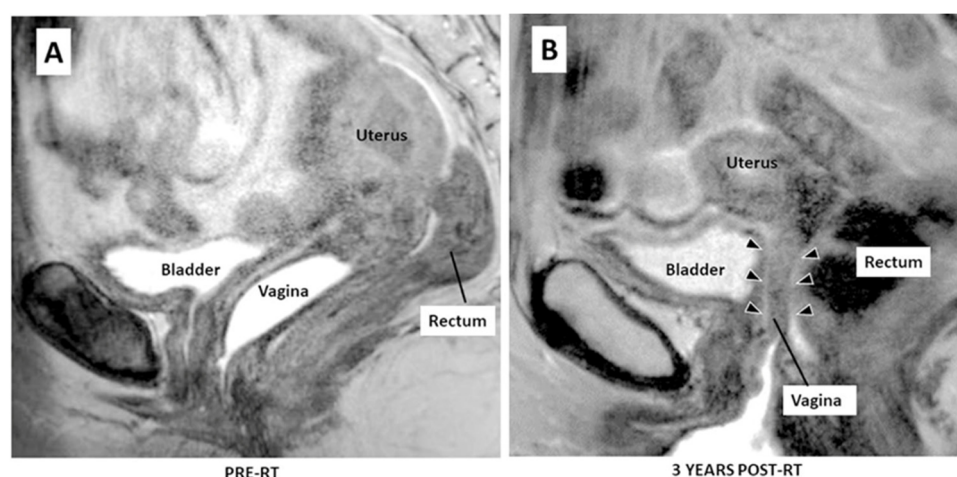 A
Uterus
Bladder
Vagina
Rectum
PRE-RT
B
Uterus
Bladder
Rectum
Vagina
3 YEARS POST-RT